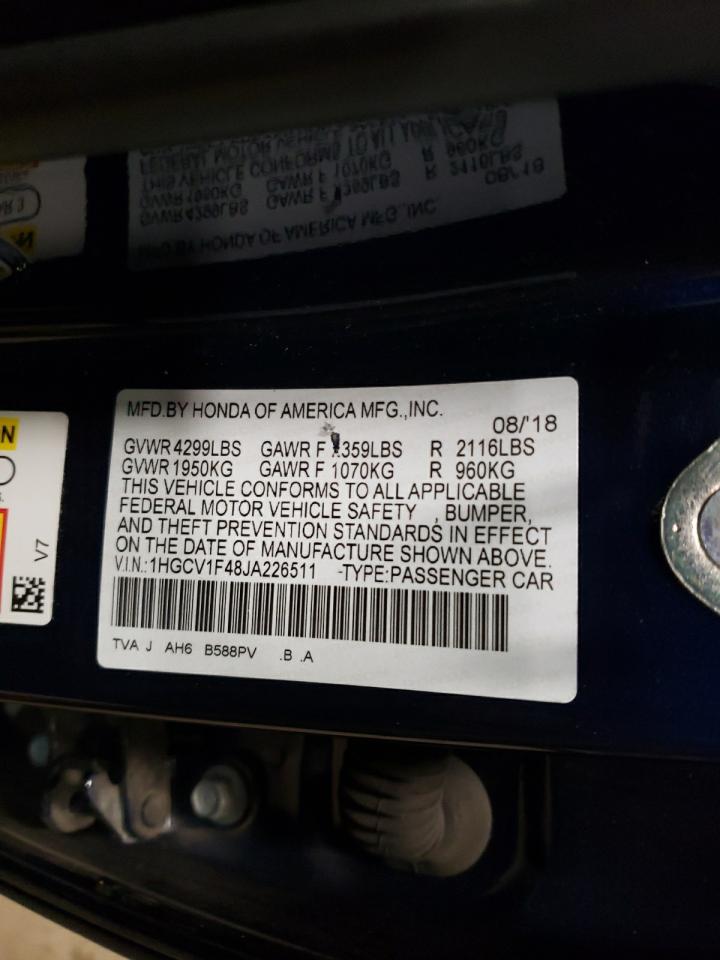 MFD.BY HONDA OF AMERICA MFG.,INC. 08/'18
GVWR 4299LBS GAWR F 2359LBS R 2116LBS
GVWR 1950KG GAWR F 1070KG R 960KG
THIS VEHICLE CONFORMS TO ALL APPLICABLE
FEDERAL MOTOR VEHICLE SAFETY , BUMPER,
AND THEFT PREVENTION STANDARDS IN EFFECT
ON THE DATE OF MANUFACTURE SHOWN ABOVE.
V.I.N.:1HGCV1F48JA226511 -TYPE:PASSENGER CAR
TVA J AH6 B588PV .B .A
V7